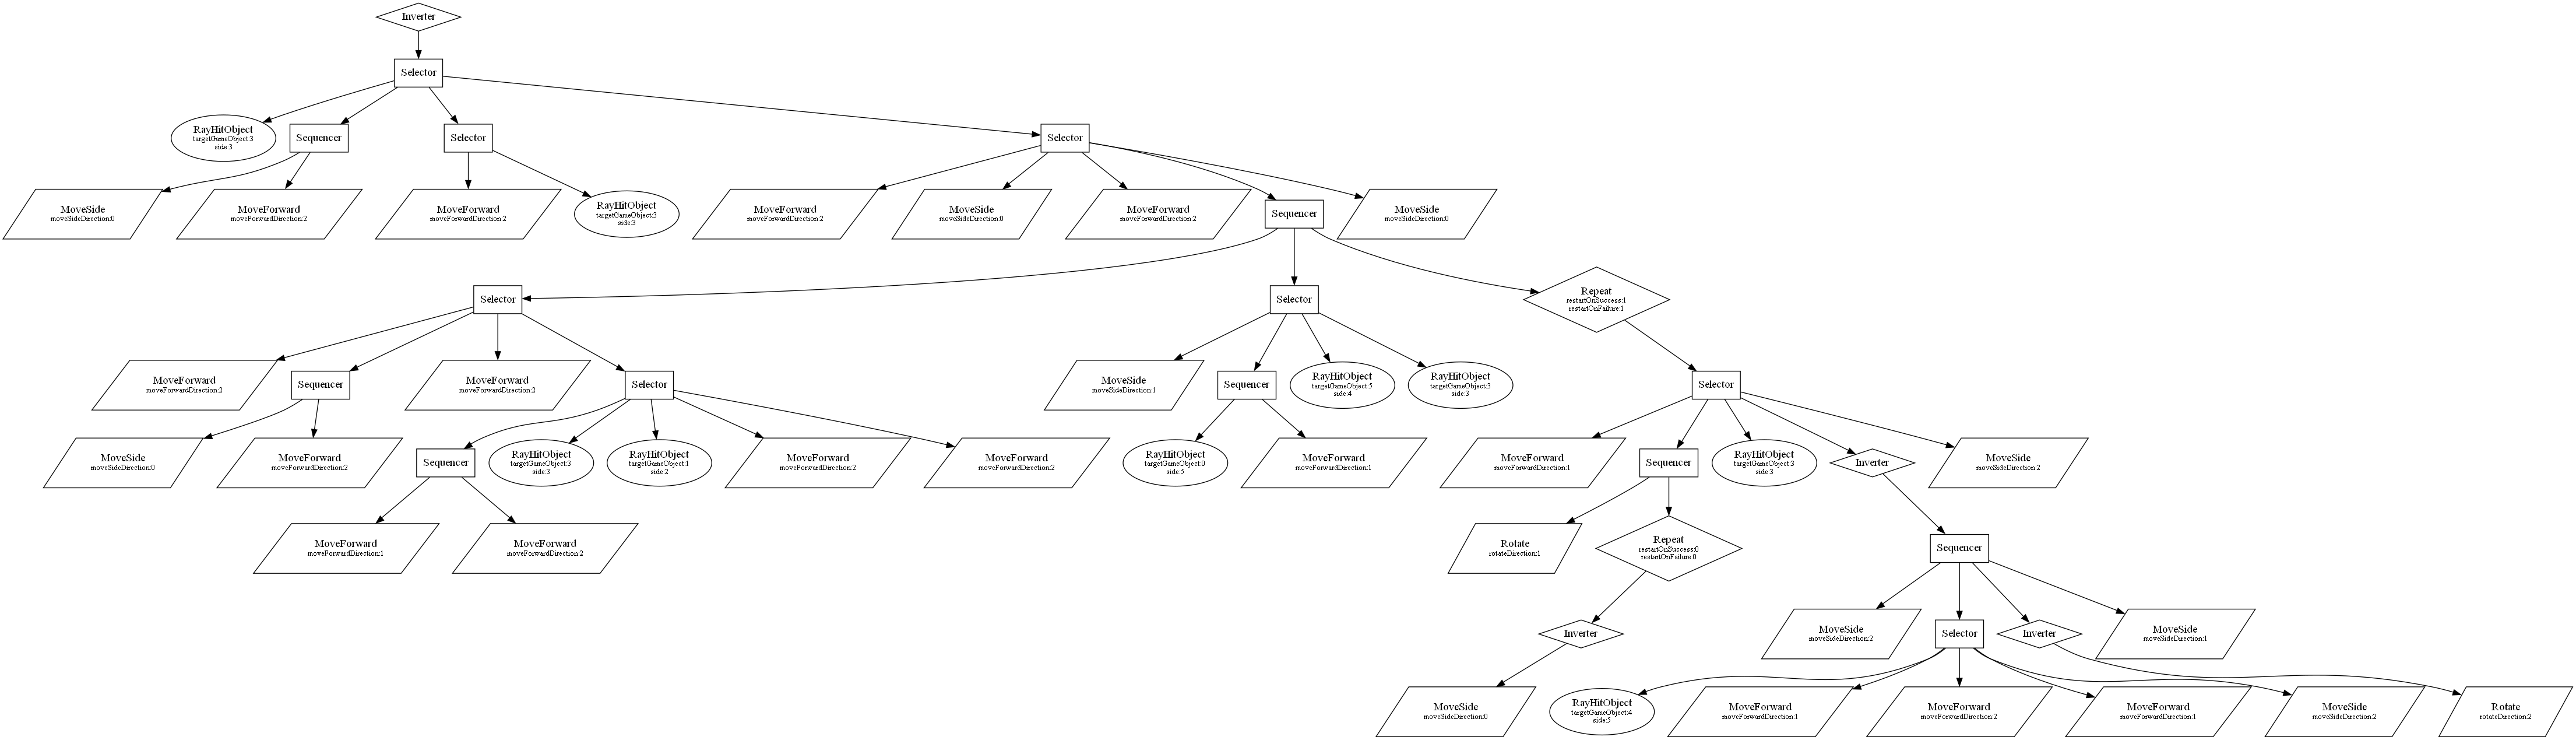 Inverter
Selector
RayHitObject
targetGameObject:3
side:3
Sequencer
Selector
Selector
MoveSide
moveSideDirection:0
MoveForward
moveForwardDirection:2
MoveForward
moveForwardDirection:2
RayHitObject
targetGameObject:3
side:3
MoveForward
moveForwardDirection:2
MoveSide
moveSideDirection:0
MoveForward
moveForwardDirection:2
Sequencer
MoveSide
moveSideDirection:0
Selector
Selector
Repeat
restartOnSuccess:1
restartOnFailure:1
MoveForward
moveForwardDirection:2
Sequencer
MoveForward
moveForwardDirection:2
Selector
MoveSide
moveSideDirection:1
Sequencer
RayHitObject
targetGameObject:5
side:4
RayHitObject
targetGameObject:3
side:3
Selector
MoveSide
moveSideDirection:0
MoveForward
moveForwardDirection:2
Sequencer
RayHitObject
targetGameObject:3
side:3
RayHitObject
targetGameObject:1
side:2
MoveForward
moveForwardDirection:2
MoveForward
moveForwardDirection:2
RayHitObject
targetGameObject:0
side:5
MoveForward
moveForwardDirection:1
MoveForward
moveForwardDirection:1
Sequencer
RayHitObject
targetGameObject:3
side:3
Inverter
MoveSide
moveSideDirection:2
MoveForward
moveForwardDirection:1
MoveForward
moveForwardDirection:2
Rotate
rotateDirection:1
Repeat
restartOnSuccess:0
restartOnFailure:0
Sequencer
Inverter
MoveSide
moveSideDirection:2
Selector
Inverter
MoveSide
moveSideDirection:1
MoveSide
moveSideDirection:0
RayHitObject
targetGameObject:4
side:5
MoveForward
moveForwardDirection:1
MoveForward
moveForwardDirection:2
MoveForward
moveForwardDirection:1
MoveSide
moveSideDirection:2
Rotate
rotateDirection:2